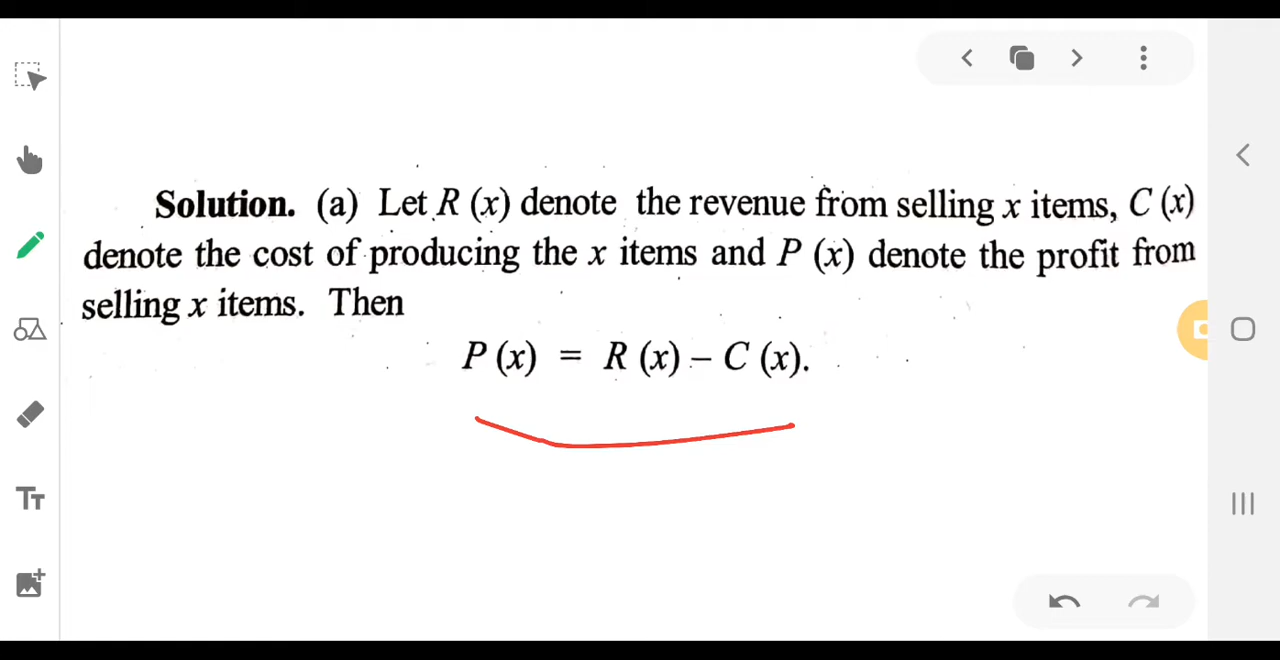 Solution. (a) Let R (x) denote the revenue from selling x items, C (x)
denote the cost of producing the x items and P (x) denote the profit from
selling x items. Then
P (x) = R (x) – C (x).
TT